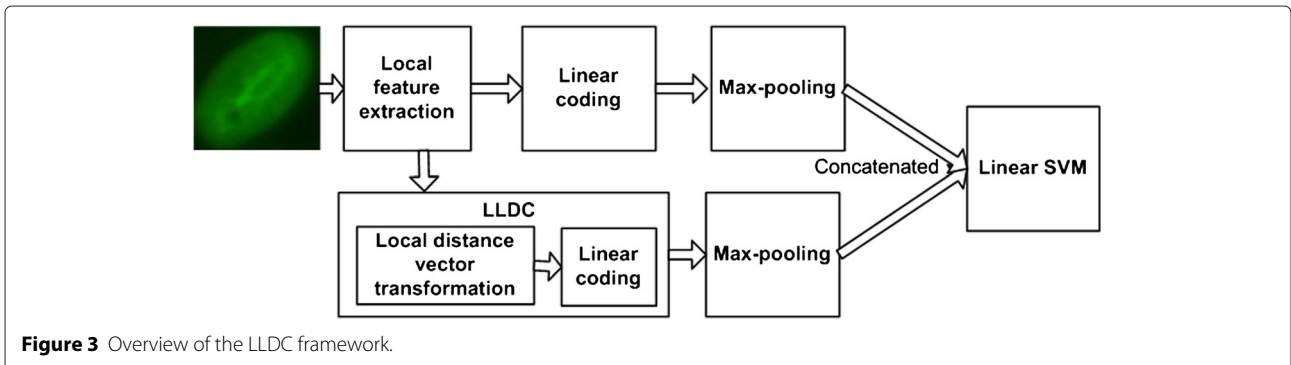 Local
feature
extraction
Linear
coding
Max-pooling
Concatenated
Linear SVM
LLDC
Local distance
vector
transformation
Linear
coding
Max-pooling
Figure 3 Overview of the LLDC framework.